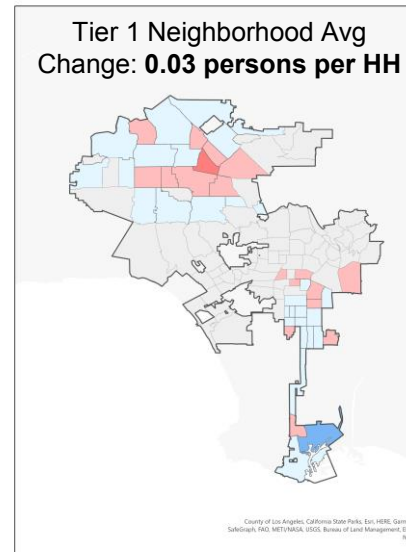 Tier 1 Neighborhood Avg
Change: 0.03 persons per HH
County of Los Angeles, California State Parks, Esri, HERE,
SafeGraph, FAO, METI/NASA, USGS, Bureau of Land Management,